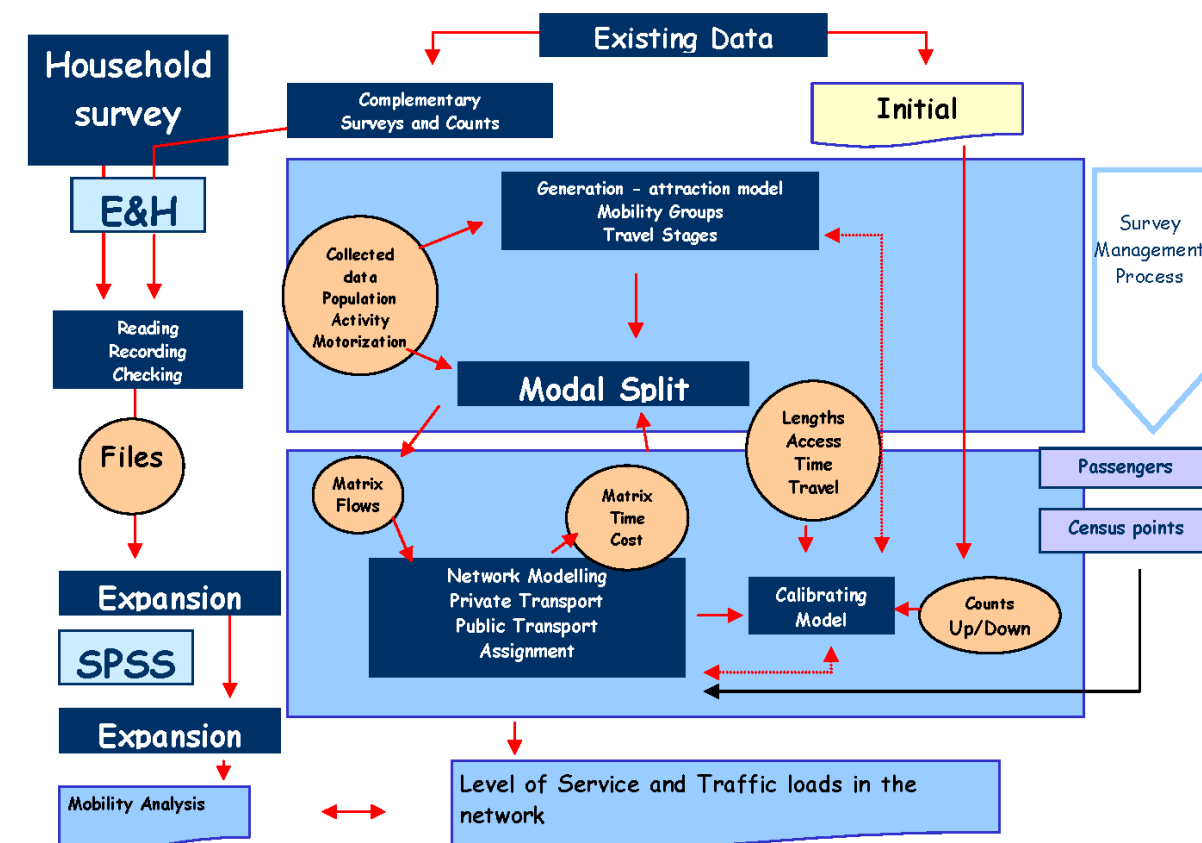 Existing Data
Household
survey
Complementary
Surveys and Counts
Initial
E&H
Generation - attraction model
Mobility Groups
Travel Stages
Survey
Management
Process
Collected
data
Population
Activity
Motorization
Reading
Recording
Checking
Modal Split
Lengths
Access
Time
Travel
Files
Passengers
Matrix
Flows
Matrix
Time
Cost
Census points
Expansion
Network Modelling
Private Transport
Public Transport
Assignment
Calibrating
Model
Counts
Up/Down
SPSS
Expansion
Mobility Analysis
Level of Service and Traffic loads in the
network